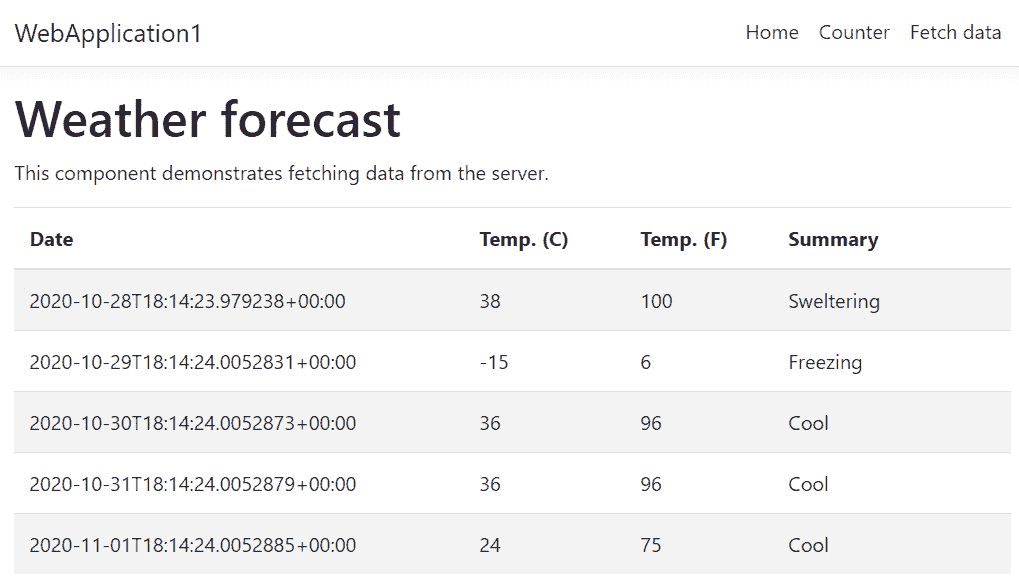 WebApplication1 Home Counter Fetch data
Weather forecast
This component demonstrates fetching data from the server.
Date Temp. (C) Temp. (F) Summary
2020-10-28T18:14:23.979238+00:00 38 100 Sweltering
2020-10-29T18:14:24.0052831+00:00 -15 6 Freezing
2020-10-30T18:14:24.0052873+00:00 36 96 Cool
2020-10-31T18:14:24.0052879+00:00 36 96 Cool
2020-11-01T18:14:24.0052885+00:00 24 75 Cool